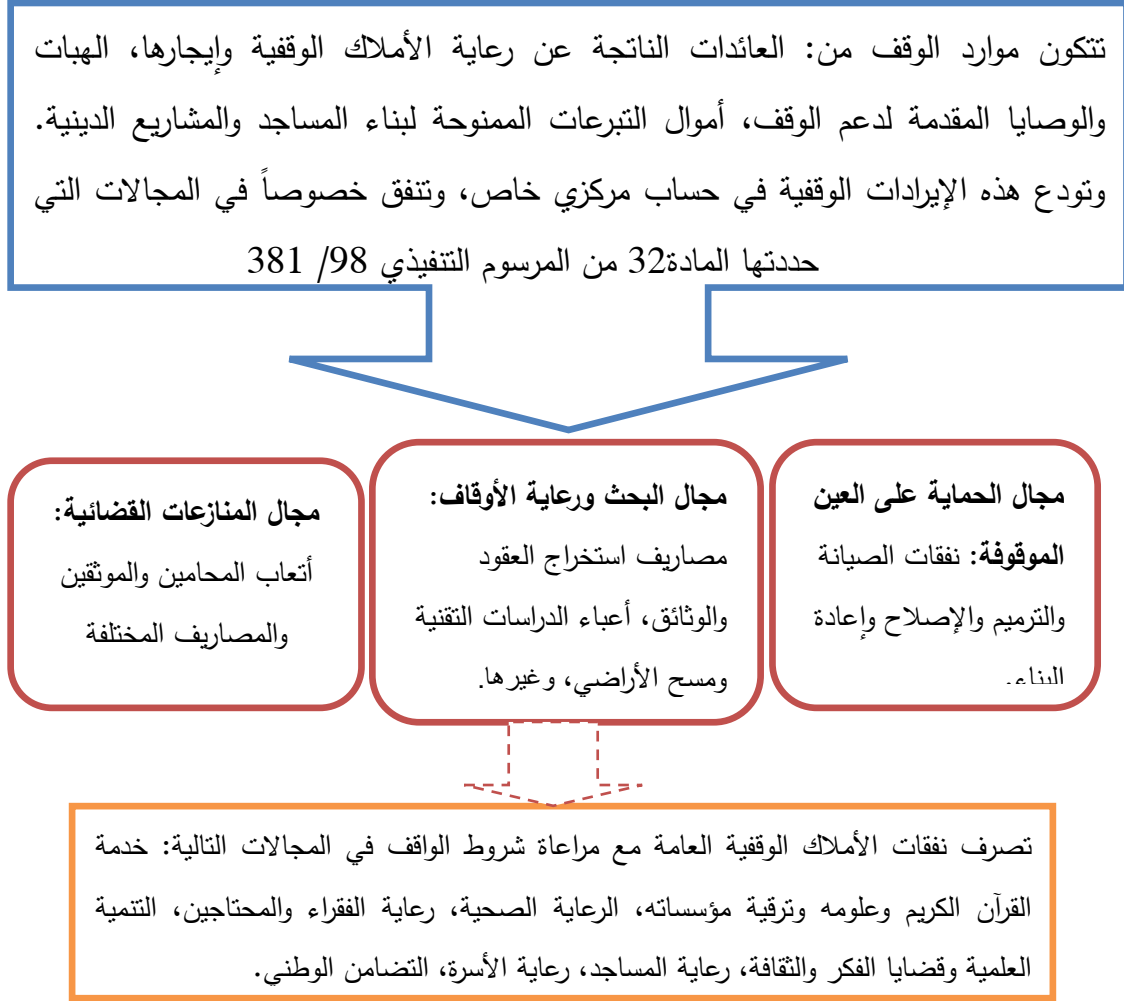 تتكون موارد الوقف من: العائدات الناتجة عن رعاية الأملاك الوقفية وإيجارها، الهبات
والوصايا المقدمة لدعم الوقف، أموال التبرعات الممنوحة لبناء المساجد والمشاريع الدينية.
وتودع هذه الإيرادات الوقفية في حساب مركزي خاص، وتنفق خصوصاً في المجالات التي
حددتها المادة32 من المرسوم التنفيذي 98/ 381
مجال الحماية على العين
الموقوفة: نفقات الصيانة
والترميم والإصلاح وإعادة
البناء.
مجال البحث ورعاية الأوقاف:
مصاريف استخراج العقود
والوثائق، أعباء الدراسات التقنية
ومسح الأراضي، وغيرها.
مجال المنازعات القضائية:
أتعاب المحامين والموثقين
والمصاريف المختلفة
تصرف نفقات الأملاك الوقفية العامة مع مراعاة شروط الواقف في المجالات التالية: خدمة
القرآن الكريم وعلومه وترقية مؤسساته، الرعاية الصحية، رعاية الفقراء والمحتاجين، التنمية
العلمية وقضايا الفكر والثقافة، رعاية المساجد، رعاية الأسرة، التضامن الوطني.